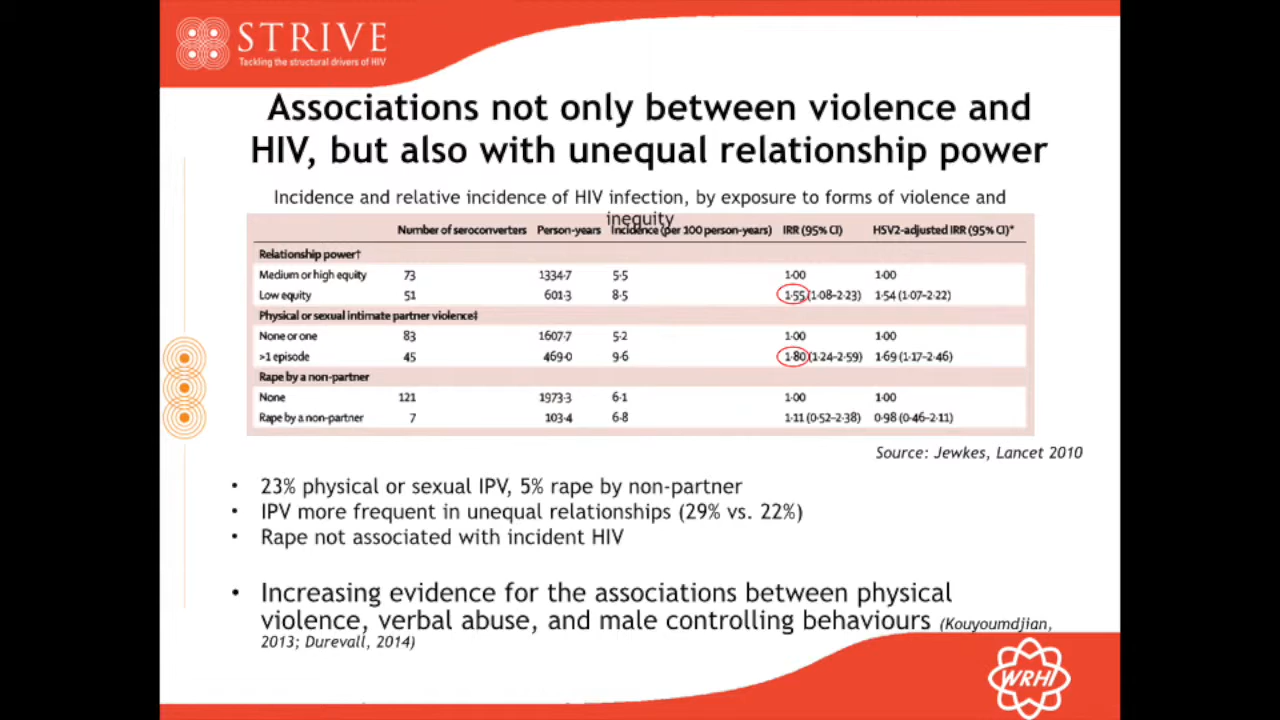 STRIVE
Tackling the structural drivers of HIV
Associations not only between violence and
HIV, but also with unequal relationship power
Incidence and relative incidence of HIV infection, by exposure to forms of violence and
inequity
Number of seroconverters Person-years Incidence (per 100 person-years) IRR (95% CI) HSV2-adjusted IRR (95% CI)*
Relationship power†
Medium or high equity 73 1334·7 5·5 1·00 1·00
Low equity 51 601·3 8·5 1·55 (1·08–2·23) 1·54 (1·07–2·22)
Physical or sexual intimate partner violence‡
None or one 83 1607·7 5·2 1·00 1·00
>1 episode 45 469·0 9·6 1·80 (1·24–2·59) 1·69 (1·17–2·46)
Rape by a non-partner
None 121 1973·3 6·1 1·00 1·00
Rape by a non-partner 7 103·4 6·8 1·11 (0·52–2·38) 0·98 (0·46–2·11)
Source: Jewkes, Lancet 2010
• 23% physical or sexual IPV, 5% rape by non-partner
• IPV more frequent in unequal relationships (29% vs. 22%)
• Rape not associated with incident HIV
• Increasing evidence for the associations between physical
violence, verbal abuse, and male controlling behaviours (Kouyoumdjian,
2013; Durevall, 2014)
WRHI